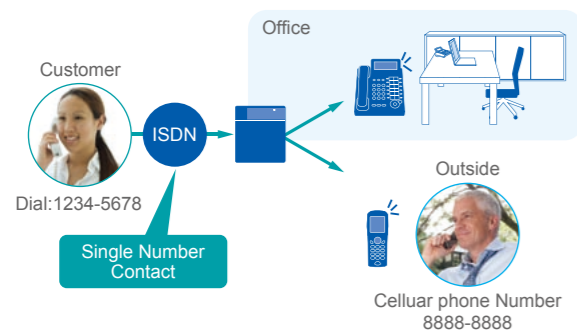 Office
Customer
ISDN
Dial:1234-5678
Single Number
Contact
Outside
Celluar phone Number
8888-8888